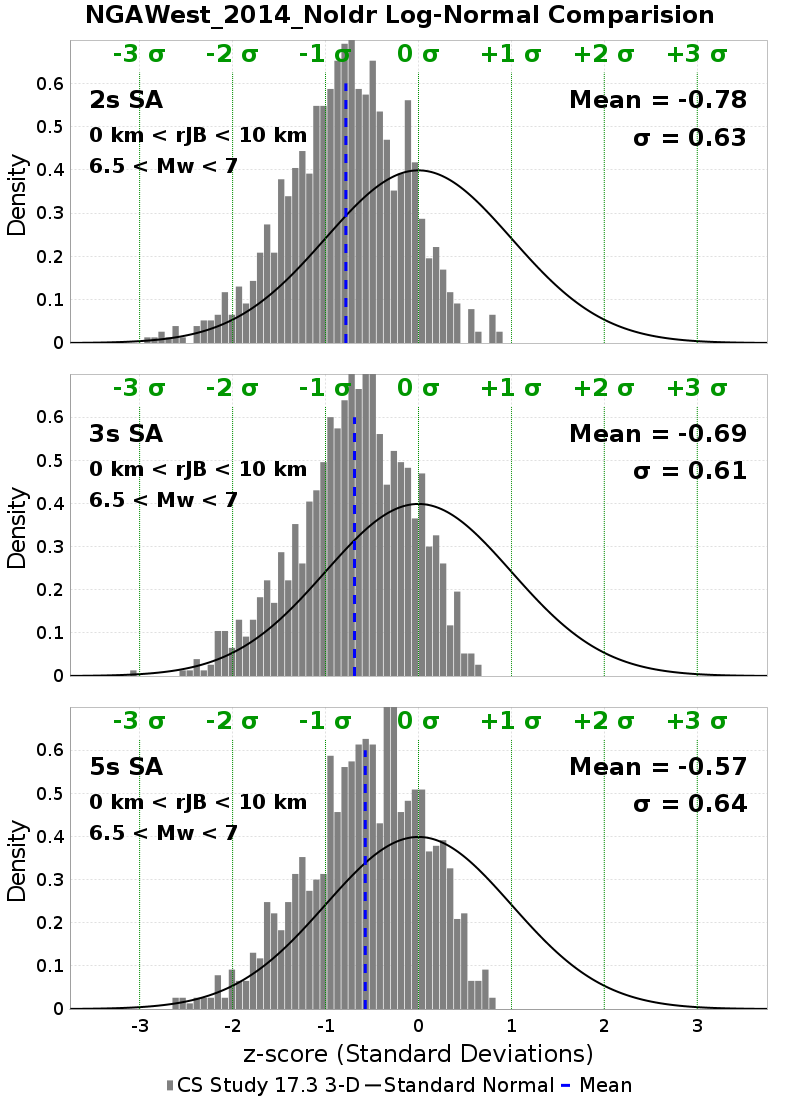 NGAWest_2014_NoIdr Log-Normal Comparision
-3 σ -2 σ -1 σ 0 σ +1 σ +2 σ +3 σ
0.6
2s SA Mean = -0.78
0.5
0 km < rJB < 10 km σ = 0.63
6.5 < Mw < 7
0.4
0.3
0.2
0.1
0
Density
-3 σ -2 σ -1 σ 0 σ +1 σ +2 σ +3 σ
0.6
3s SA Mean = -0.69
0.5
0 km < rJB < 10 km σ = 0.61
6.5 < Mw < 7
0.4
0.3
0.2
0.1
0
Density
-3 σ -2 σ -1 σ 0 σ +1 σ +2 σ +3 σ
0.6
5s SA Mean = -0.57
0.5
0 km < rJB < 10 km σ = 0.64
6.5 < Mw < 7
0.4
0.3
0.2
0.1
0
Density
-3 -2 -1 0 1 2 3
z-score (Standard Deviations)
CS Study 17.3 3-D Standard Normal Mean